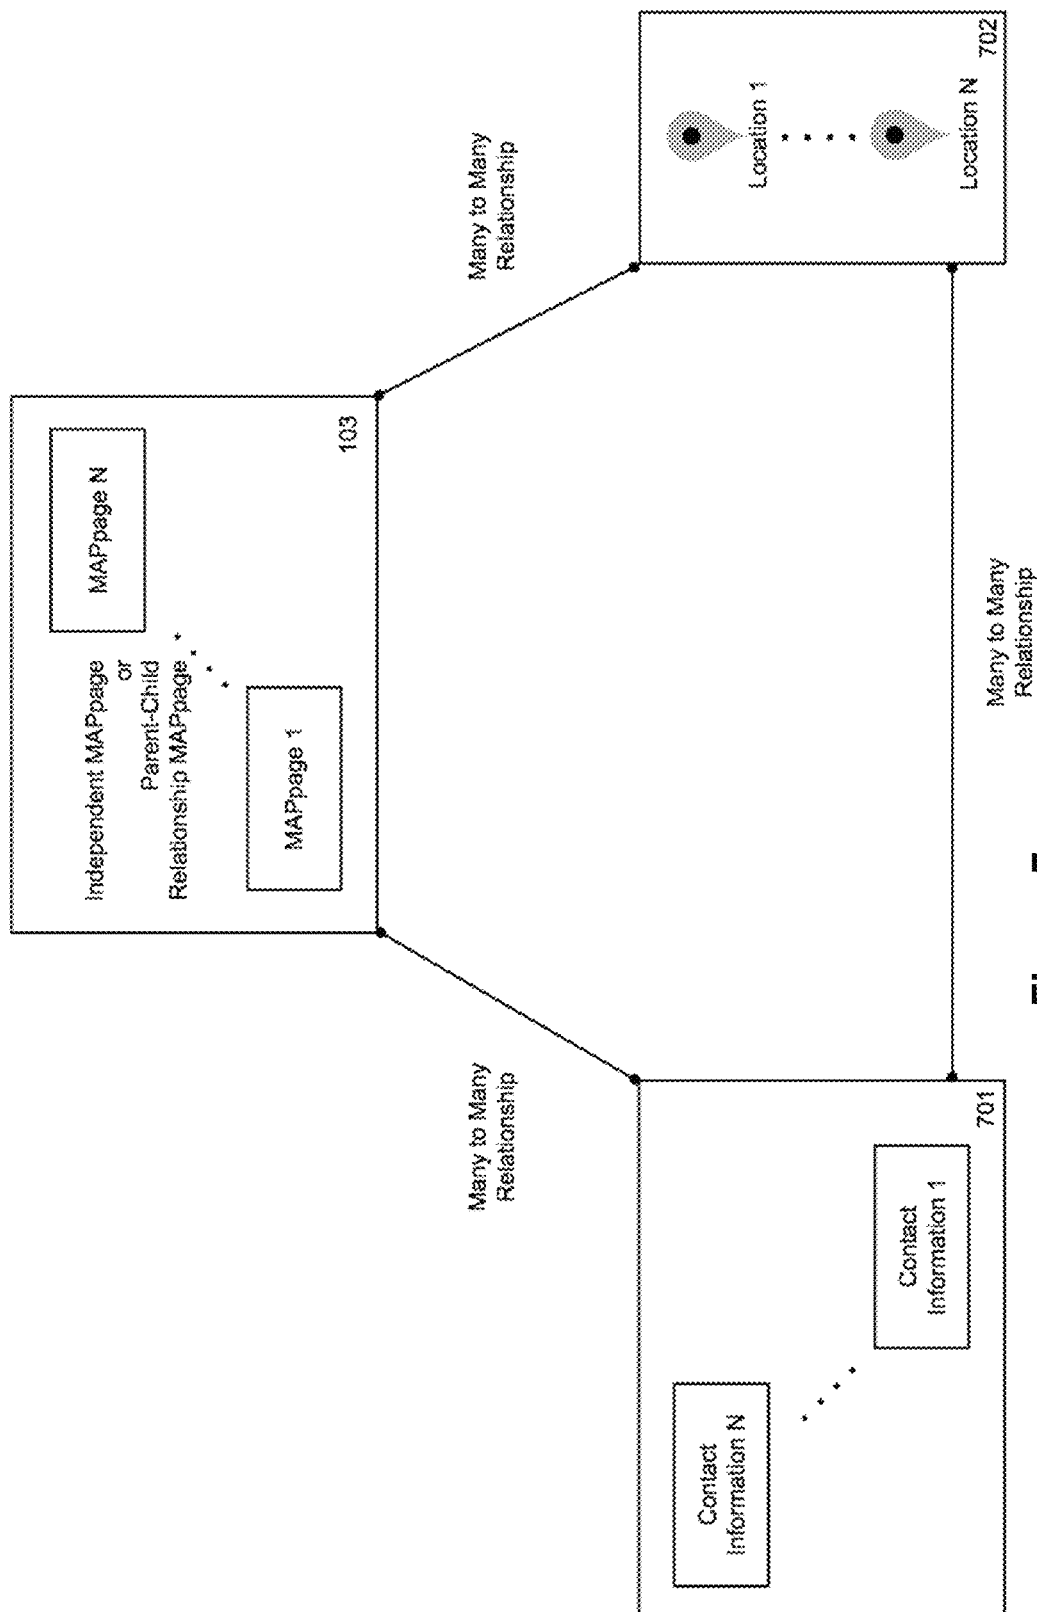 Independent MAPpage
or
Parent-Child
Relationship MAPpage
MAPpage N
MAPpage 1
103
Many to Many
Relationship
Many to Many
Relationship
Contact
Information N
Contact
Information 1
701
Location 1
Location N
702
Many to Many
Relationship